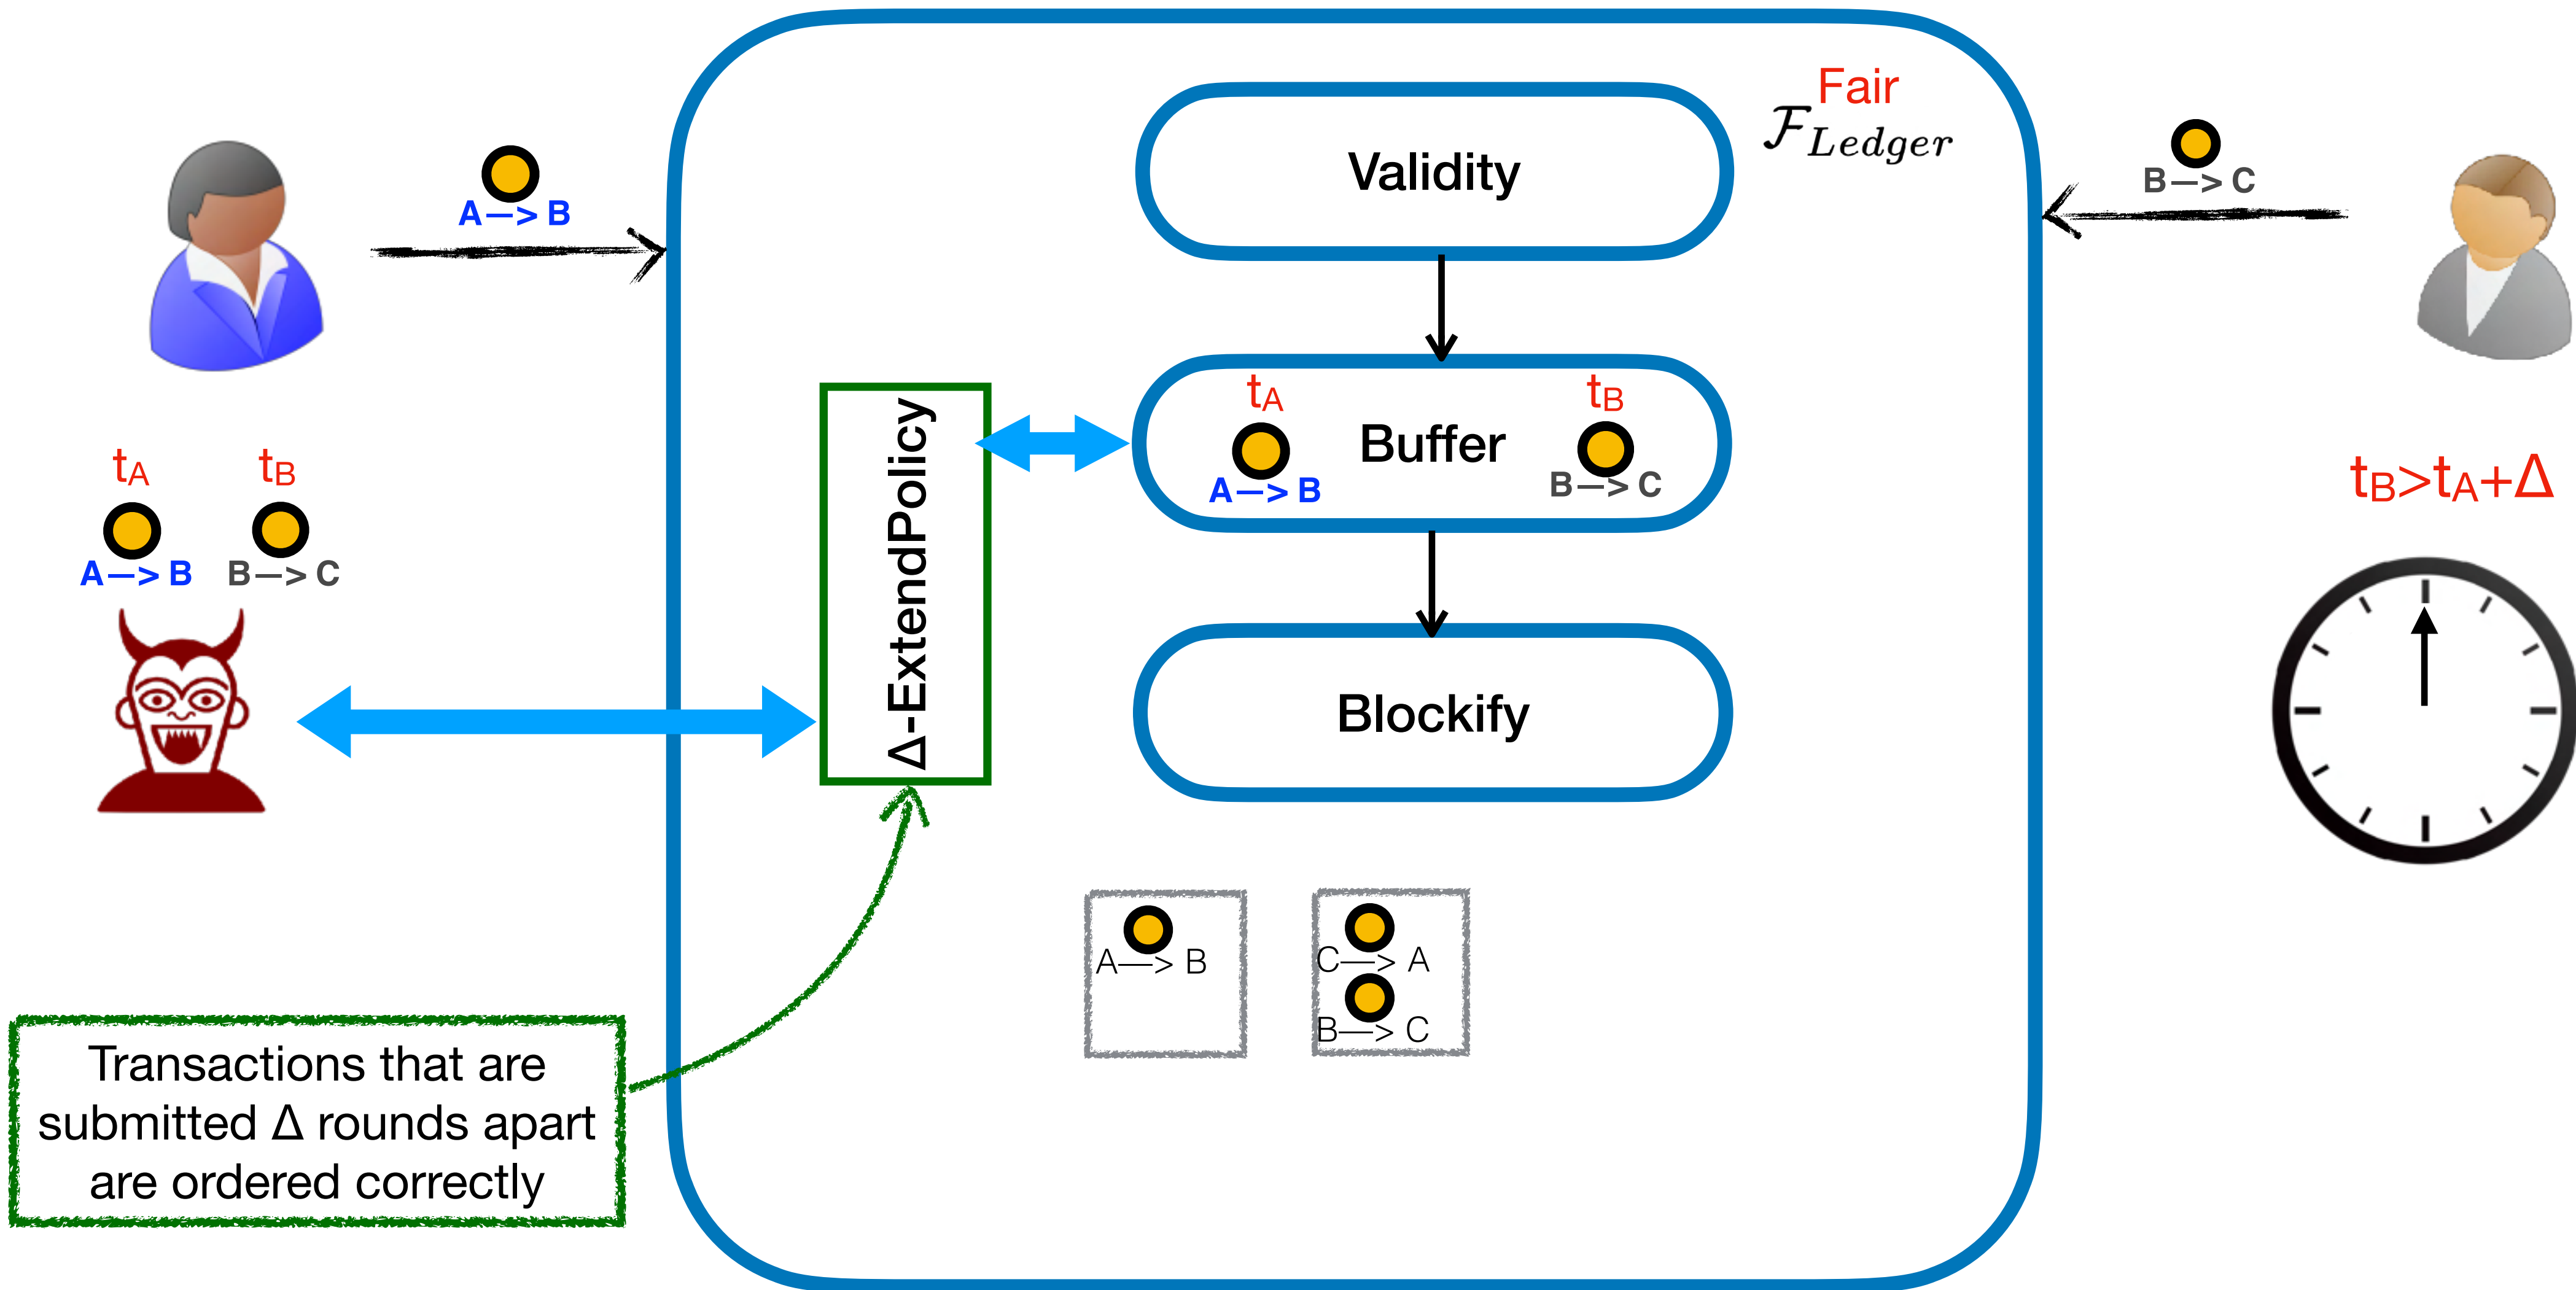 Fair
F_Ledger
Validity
A—> B
B—> C
tA
tB
Buffer
A—> B
B—> C
tA
tB
A—> B
B—> C
tB>tA+Δ
Δ-ExtendPolicy
Blockify
A—> B
C—> A
B—> C
Transactions that are
submitted Δ rounds apart
are ordered correctly